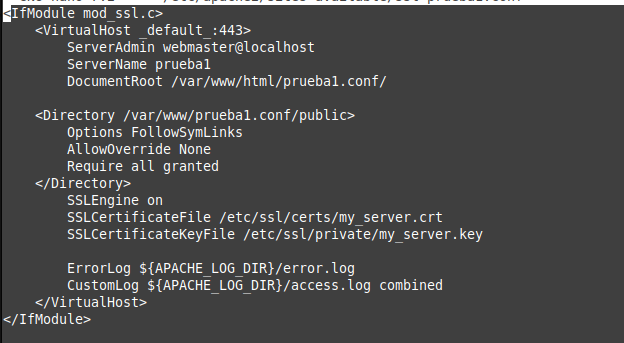 <IfModule mod_ssl.c>
    <VirtualHost _default_:443>
        ServerAdmin webmaster@localhost
        ServerName prueba1
        DocumentRoot /var/www/html/prueba1.conf/

    <Directory /var/www/prueba1.conf/public>
        Options FollowSymLinks
        AllowOverride None
        Require all granted
    </Directory>
        SSLEngine on
        SSLCertificateFile /etc/ssl/certs/my_server.crt
        SSLCertificateKeyFile /etc/ssl/private/my_server.key

        ErrorLog ${APACHE_LOG_DIR}/error.log
        CustomLog ${APACHE_LOG_DIR}/access.log combined
    </VirtualHost>
</IfModule>